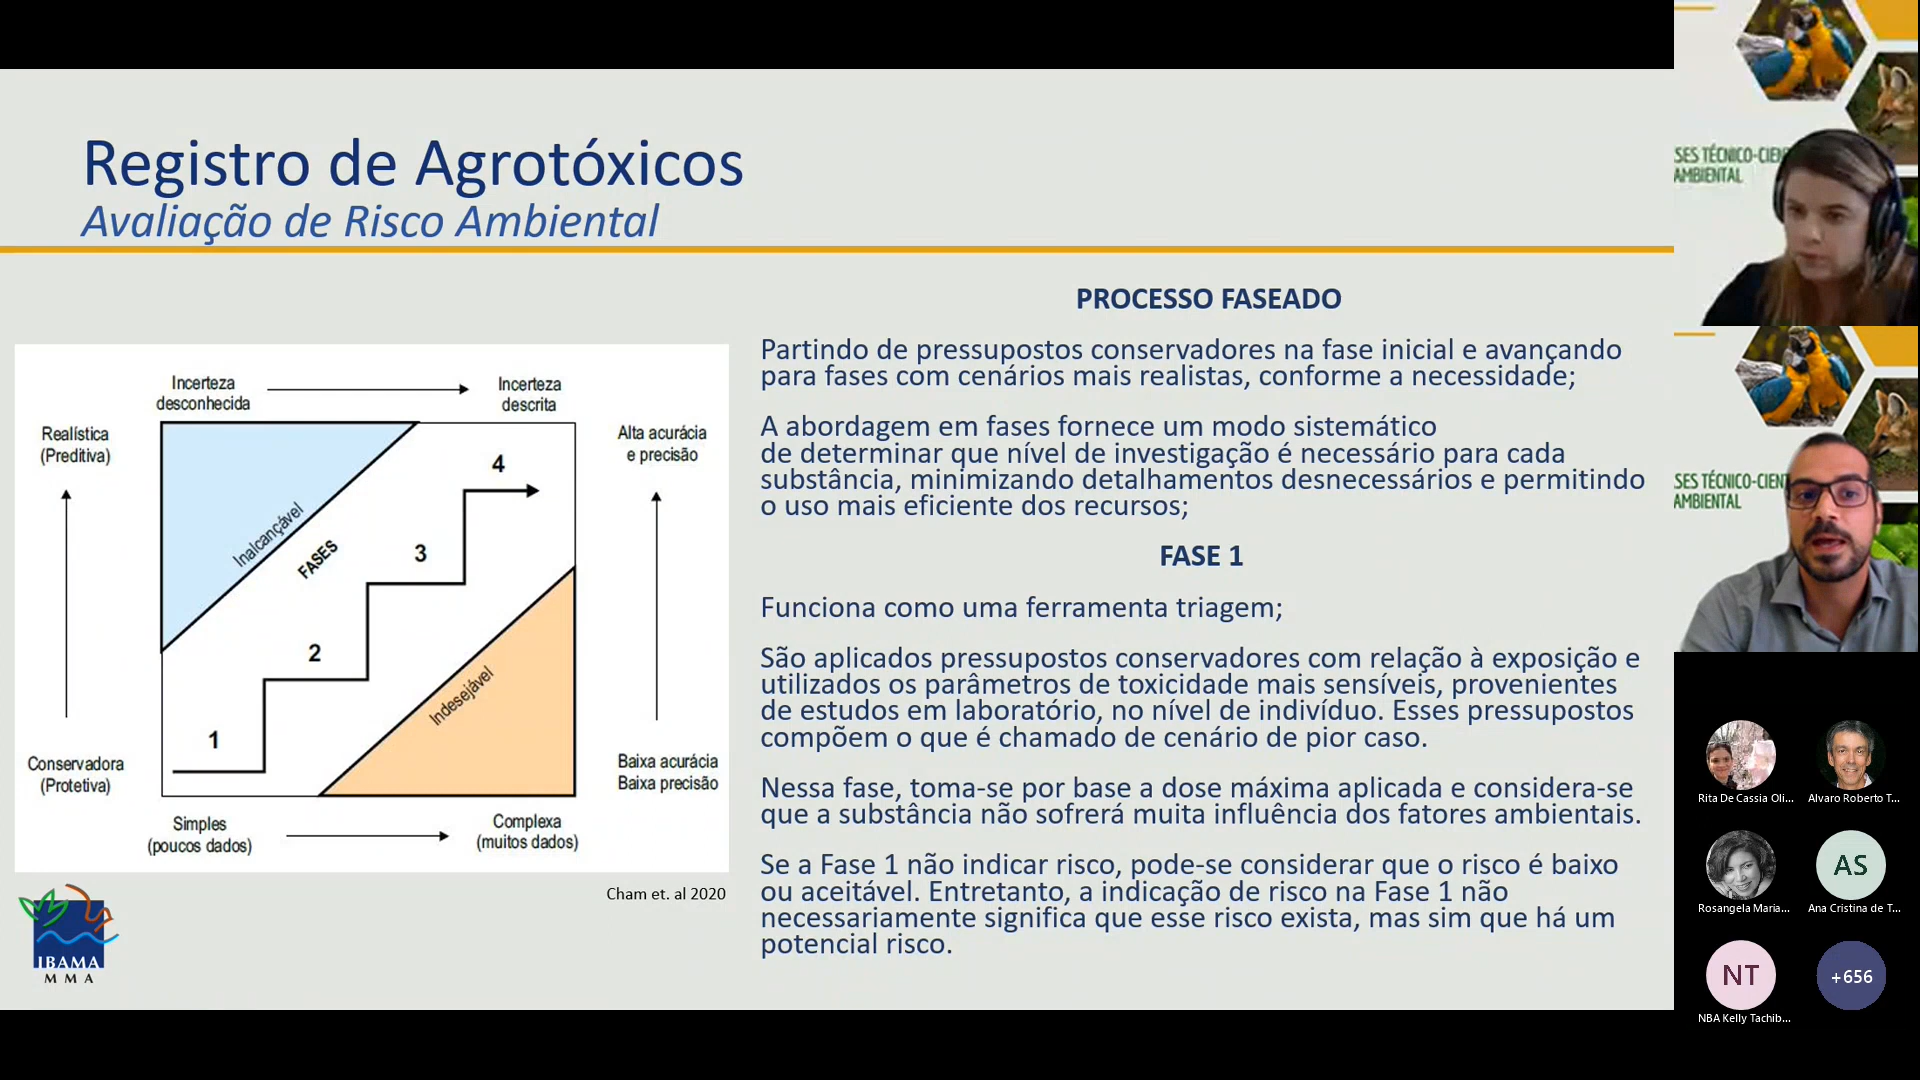 Registro de Agrotóxicos
Avaliação de Risco Ambiental
Incerteza
desconhecida
Incerteza
descrita
Realística
(Preditiva)
Alta acurácia
e precisão
Inalcançável
FASES
4
3
2
1
Indesejável
Conservadora
(Protetiva)
Baixa acurácia
Baixa precisão
Simples
(poucos dados)
Complexa
(muitos dados)
Cham et. al 2020
IBAMA
MMA
PROCESSO FASEADO
Partindo de pressupostos conservadores na fase inicial e avançando
para fases com cenários mais realistas, conforme a necessidade;
A abordagem em fases fornece um modo sistemático
de determinar que nível de investigação é necessário para cada
substância, minimizando detalhamentos desnecessários e permitindo
o uso mais eficiente dos recursos;
FASE 1
Funciona como uma ferramenta triagem;
São aplicados pressupostos conservadores com relação à exposição e
utilizados os parâmetros de toxicidade mais sensíveis, provenientes
de estudos em laboratório, no nível de indivíduo. Esses pressupostos
compõem o que é chamado de cenário de pior caso.
Nessa fase, toma-se por base a dose máxima aplicada e considera-se
que a substância não sofrerá muita influência dos fatores ambientais.
Se a Fase 1 não indicar risco, pode-se considerar que o risco é baixo
ou aceitável. Entretanto, a indicação de risco na Fase 1 não
necessariamente significa que esse risco exista, mas sim que há um
potencial risco.
SES TÉCNICO-CIEN
AMBIENTAL
SES TÉCNICO-CIENT
AMBIENTAL
Rita De Cassia Oli...
Alvaro Roberto T...
Rosangela Maria...
AS
Ana Cristina de T...
NT
NBA Kelly Tachib...
+656